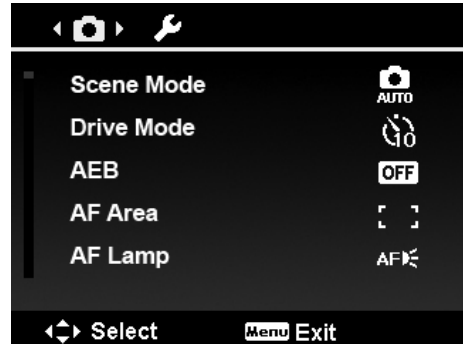 Scene Mode AUTO
Drive Mode 10
AEB OFF
AF Area
AF Lamp AF
Select Menu Exit